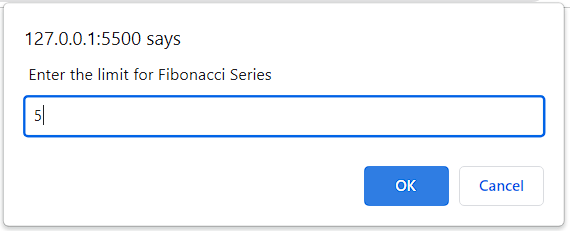 127.0.0.1:5500 says
Enter the limit for Fibonacci Series
5
OK
Cancel